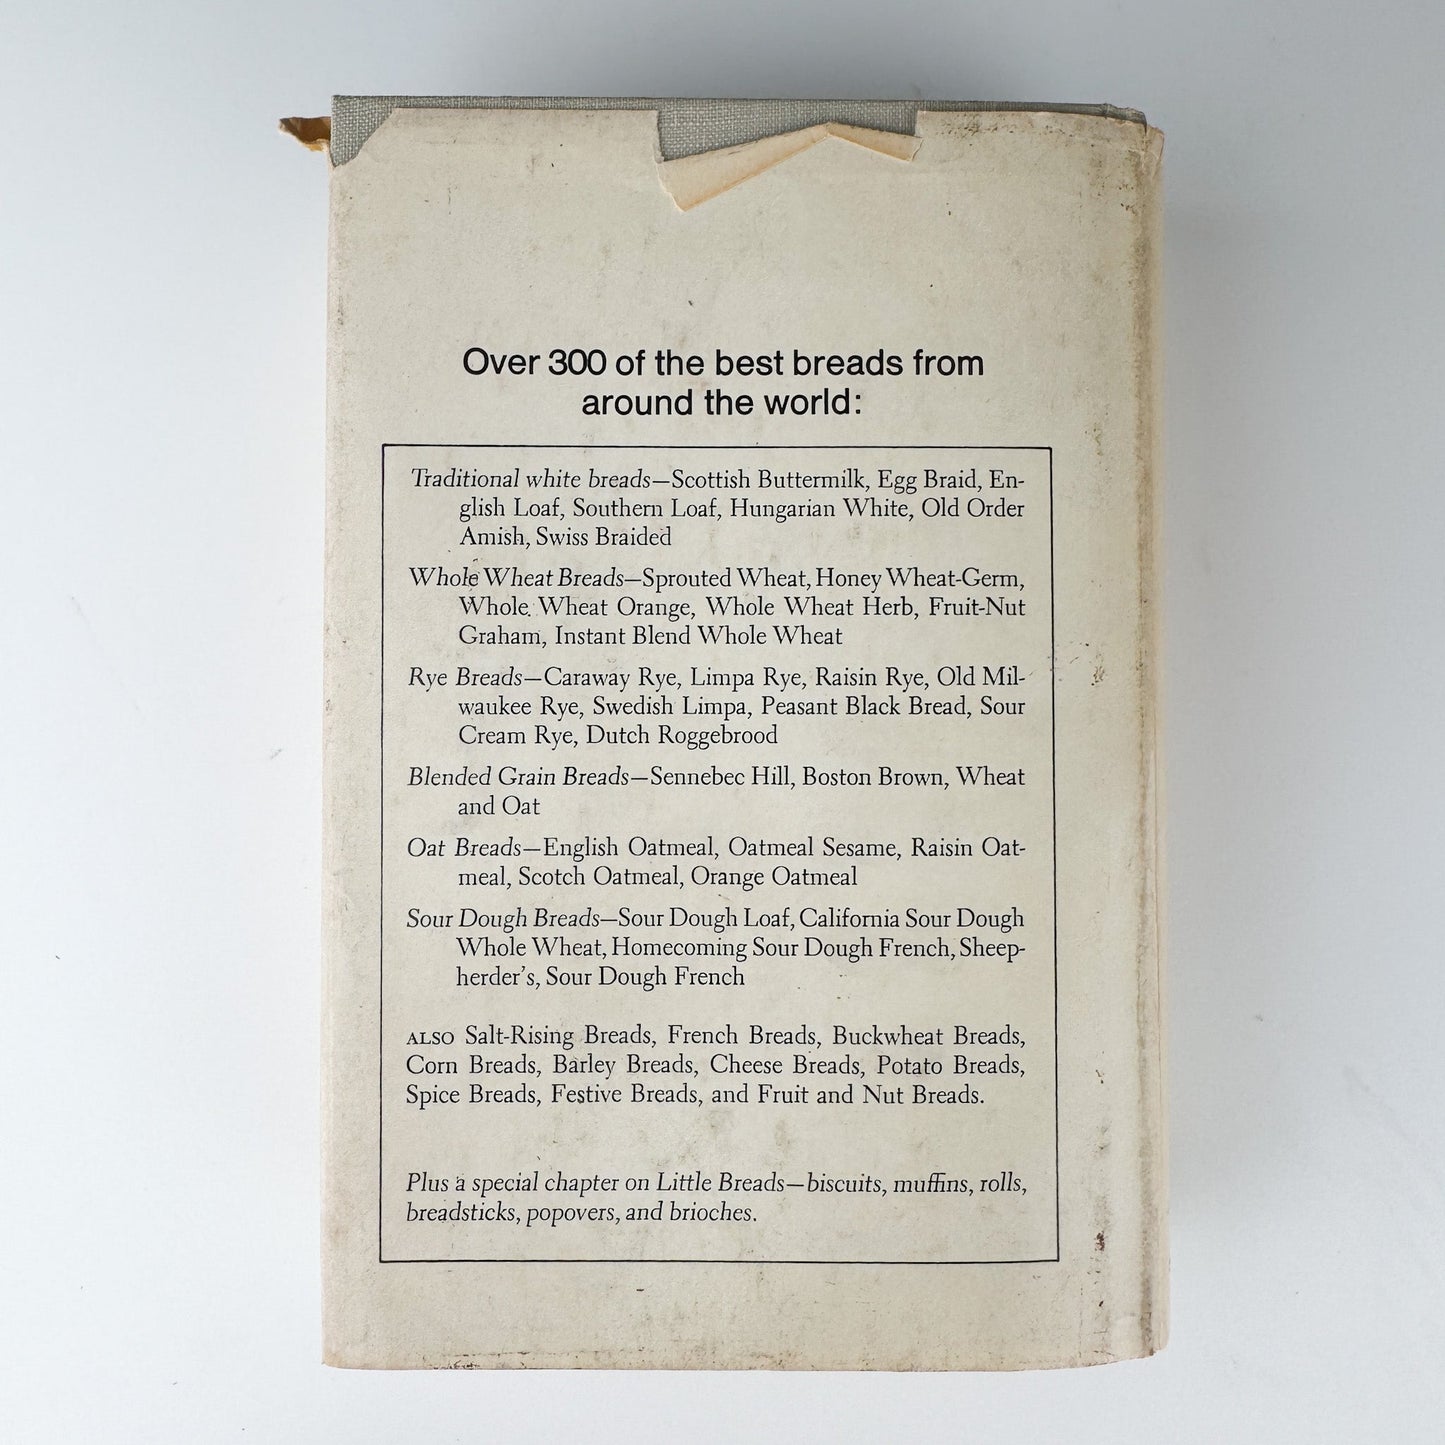 Over 300 of the best breads from
around the world:
Traditional white breads—Scottish Buttermilk, Egg Braid, En-
glish Loaf, Southern Loaf, Hungarian White, Old Order
Amish, Swiss Braided
Whole Wheat Breads—Sprouted Wheat, Honey Wheat-Germ,
Whole Wheat Orange, Whole Wheat Herb, Fruit-Nut
Graham, Instant Blend Whole Wheat
Rye Breads—Caraway Rye, Limpa Rye, Raisin Rye, Old Mil-
waukee Rye, Swedish Limpa, Peasant Black Bread, Sour
Cream Rye, Dutch Roggebrood
Blended Grain Breads—Sennebec Hill, Boston Brown, Wheat
and Oat
Oat Breads—English Oatmeal, Oatmeal Sesame, Raisin Oat-
meal, Scotch Oatmeal, Orange Oatmeal
Sour Dough Breads—Sour Dough Loaf, California Sour Dough
Whole Wheat, Homecoming Sour Dough French, Sheep-
herder's, Sour Dough French
ALSO Salt-Rising Breads, French Breads, Buckwheat Breads,
Corn Breads, Barley Breads, Cheese Breads, Potato Breads,
Spice Breads, Festive Breads, and Fruit and Nut Breads.
Plus a special chapter on Little Breads—biscuits, muffins, rolls,
breadsticks, popovers, and brioches.